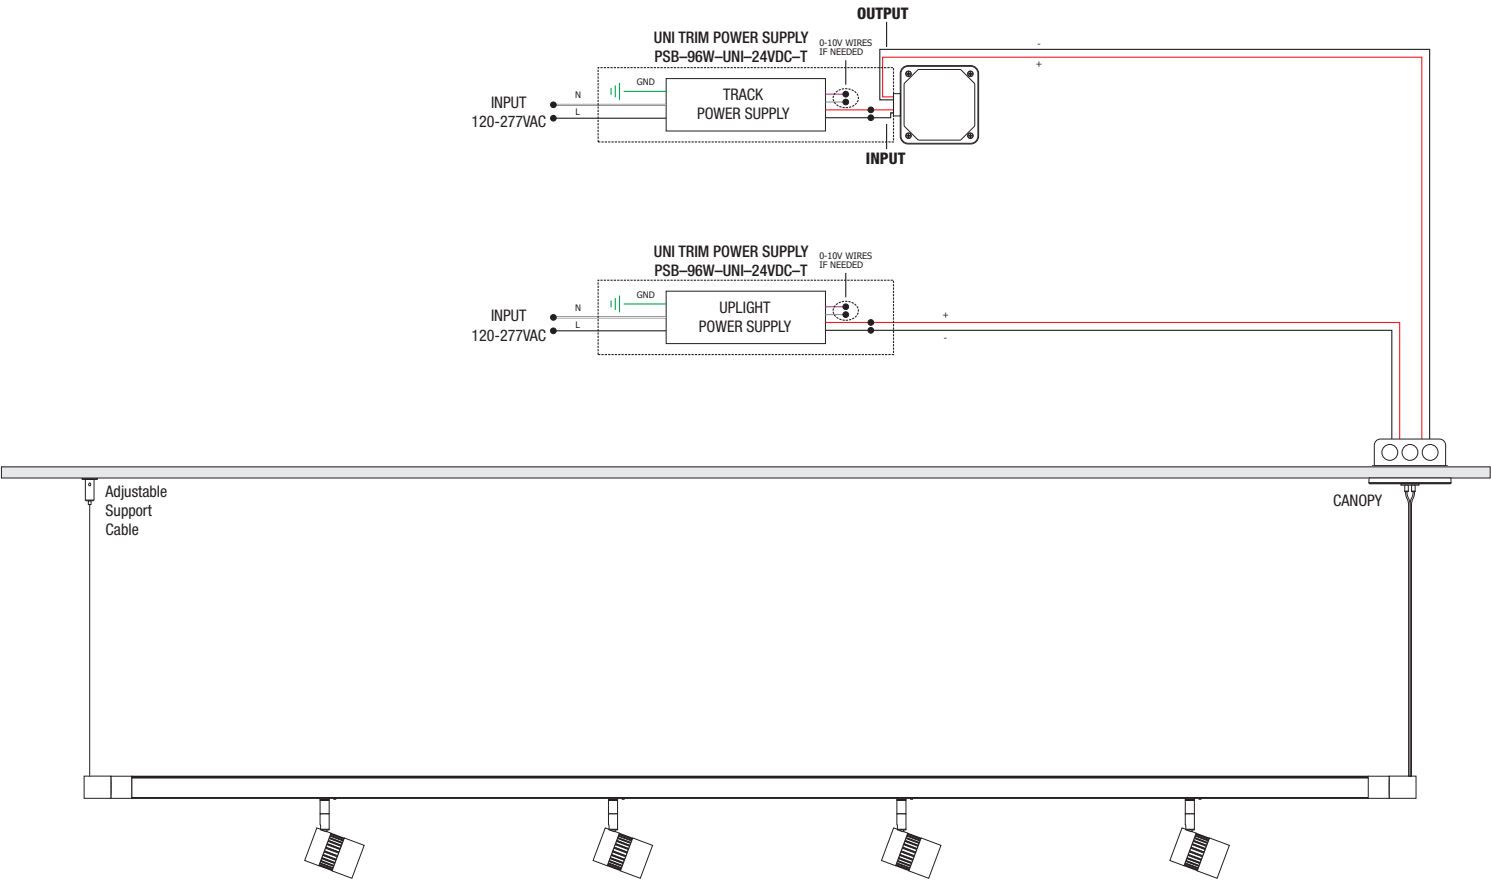 OUTPUT
UNI TRIM POWER SUPPLY
PSB–96W–UNI–24VDC–T
0-10V WIRES
IF NEEDED
-
+
GND
N
L
INPUT
120-277VAC
TRACK
POWER SUPPLY
INPUT
UNI TRIM POWER SUPPLY
PSB–96W–UNI–24VDC–T
0-10V WIRES
IF NEEDED
GND
N
L
INPUT
120-277VAC
UPLIGHT
POWER SUPPLY
+
-
Adjustable
Support
Cable
CANOPY